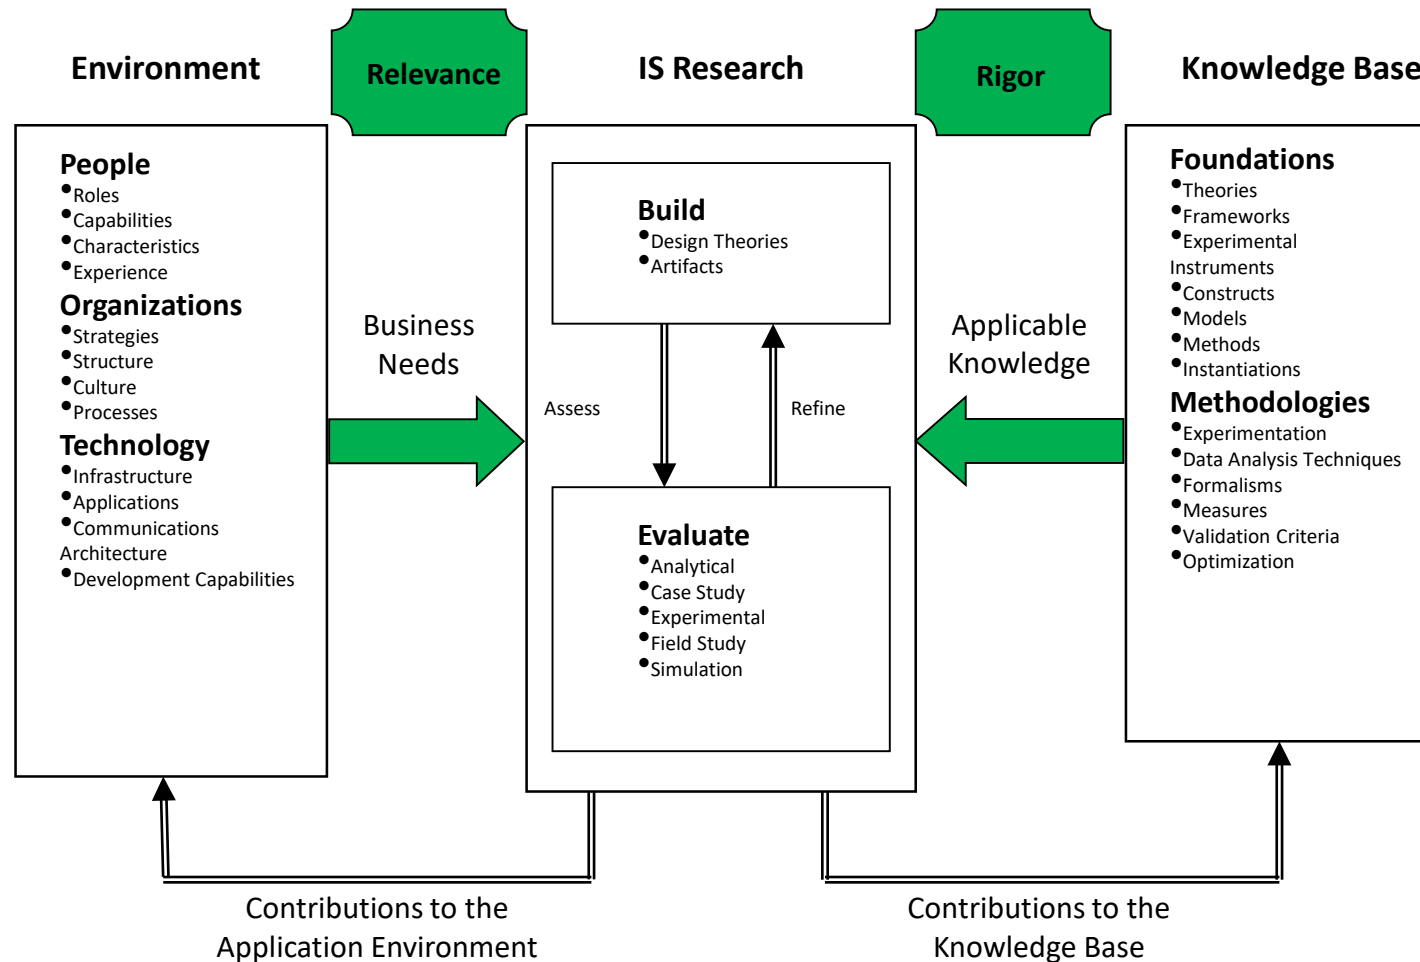 Environment
Relevance
IS Research
Rigor
Knowledge Base
People
•Roles
•Capabilities
•Characteristics
•Experience
Organizations
•Strategies
•Structure
•Culture
•Processes
Technology
•Infrastructure
•Applications
•Communications
Architecture
•Development Capabilities
Business
Needs
Build
•Design Theories
•Artifacts
Assess
Refine
Evaluate
•Analytical
•Case Study
•Experimental
•Field Study
•Simulation
Applicable
Knowledge
Foundations
•Theories
•Frameworks
•Experimental
Instruments
•Constructs
•Models
•Methods
•Instantiations
Methodologies
•Experimentation
•Data Analysis Techniques
•Formalisms
•Measures
•Validation Criteria
•Optimization
Contributions to the
Application Environment
Contributions to the
Knowledge Base